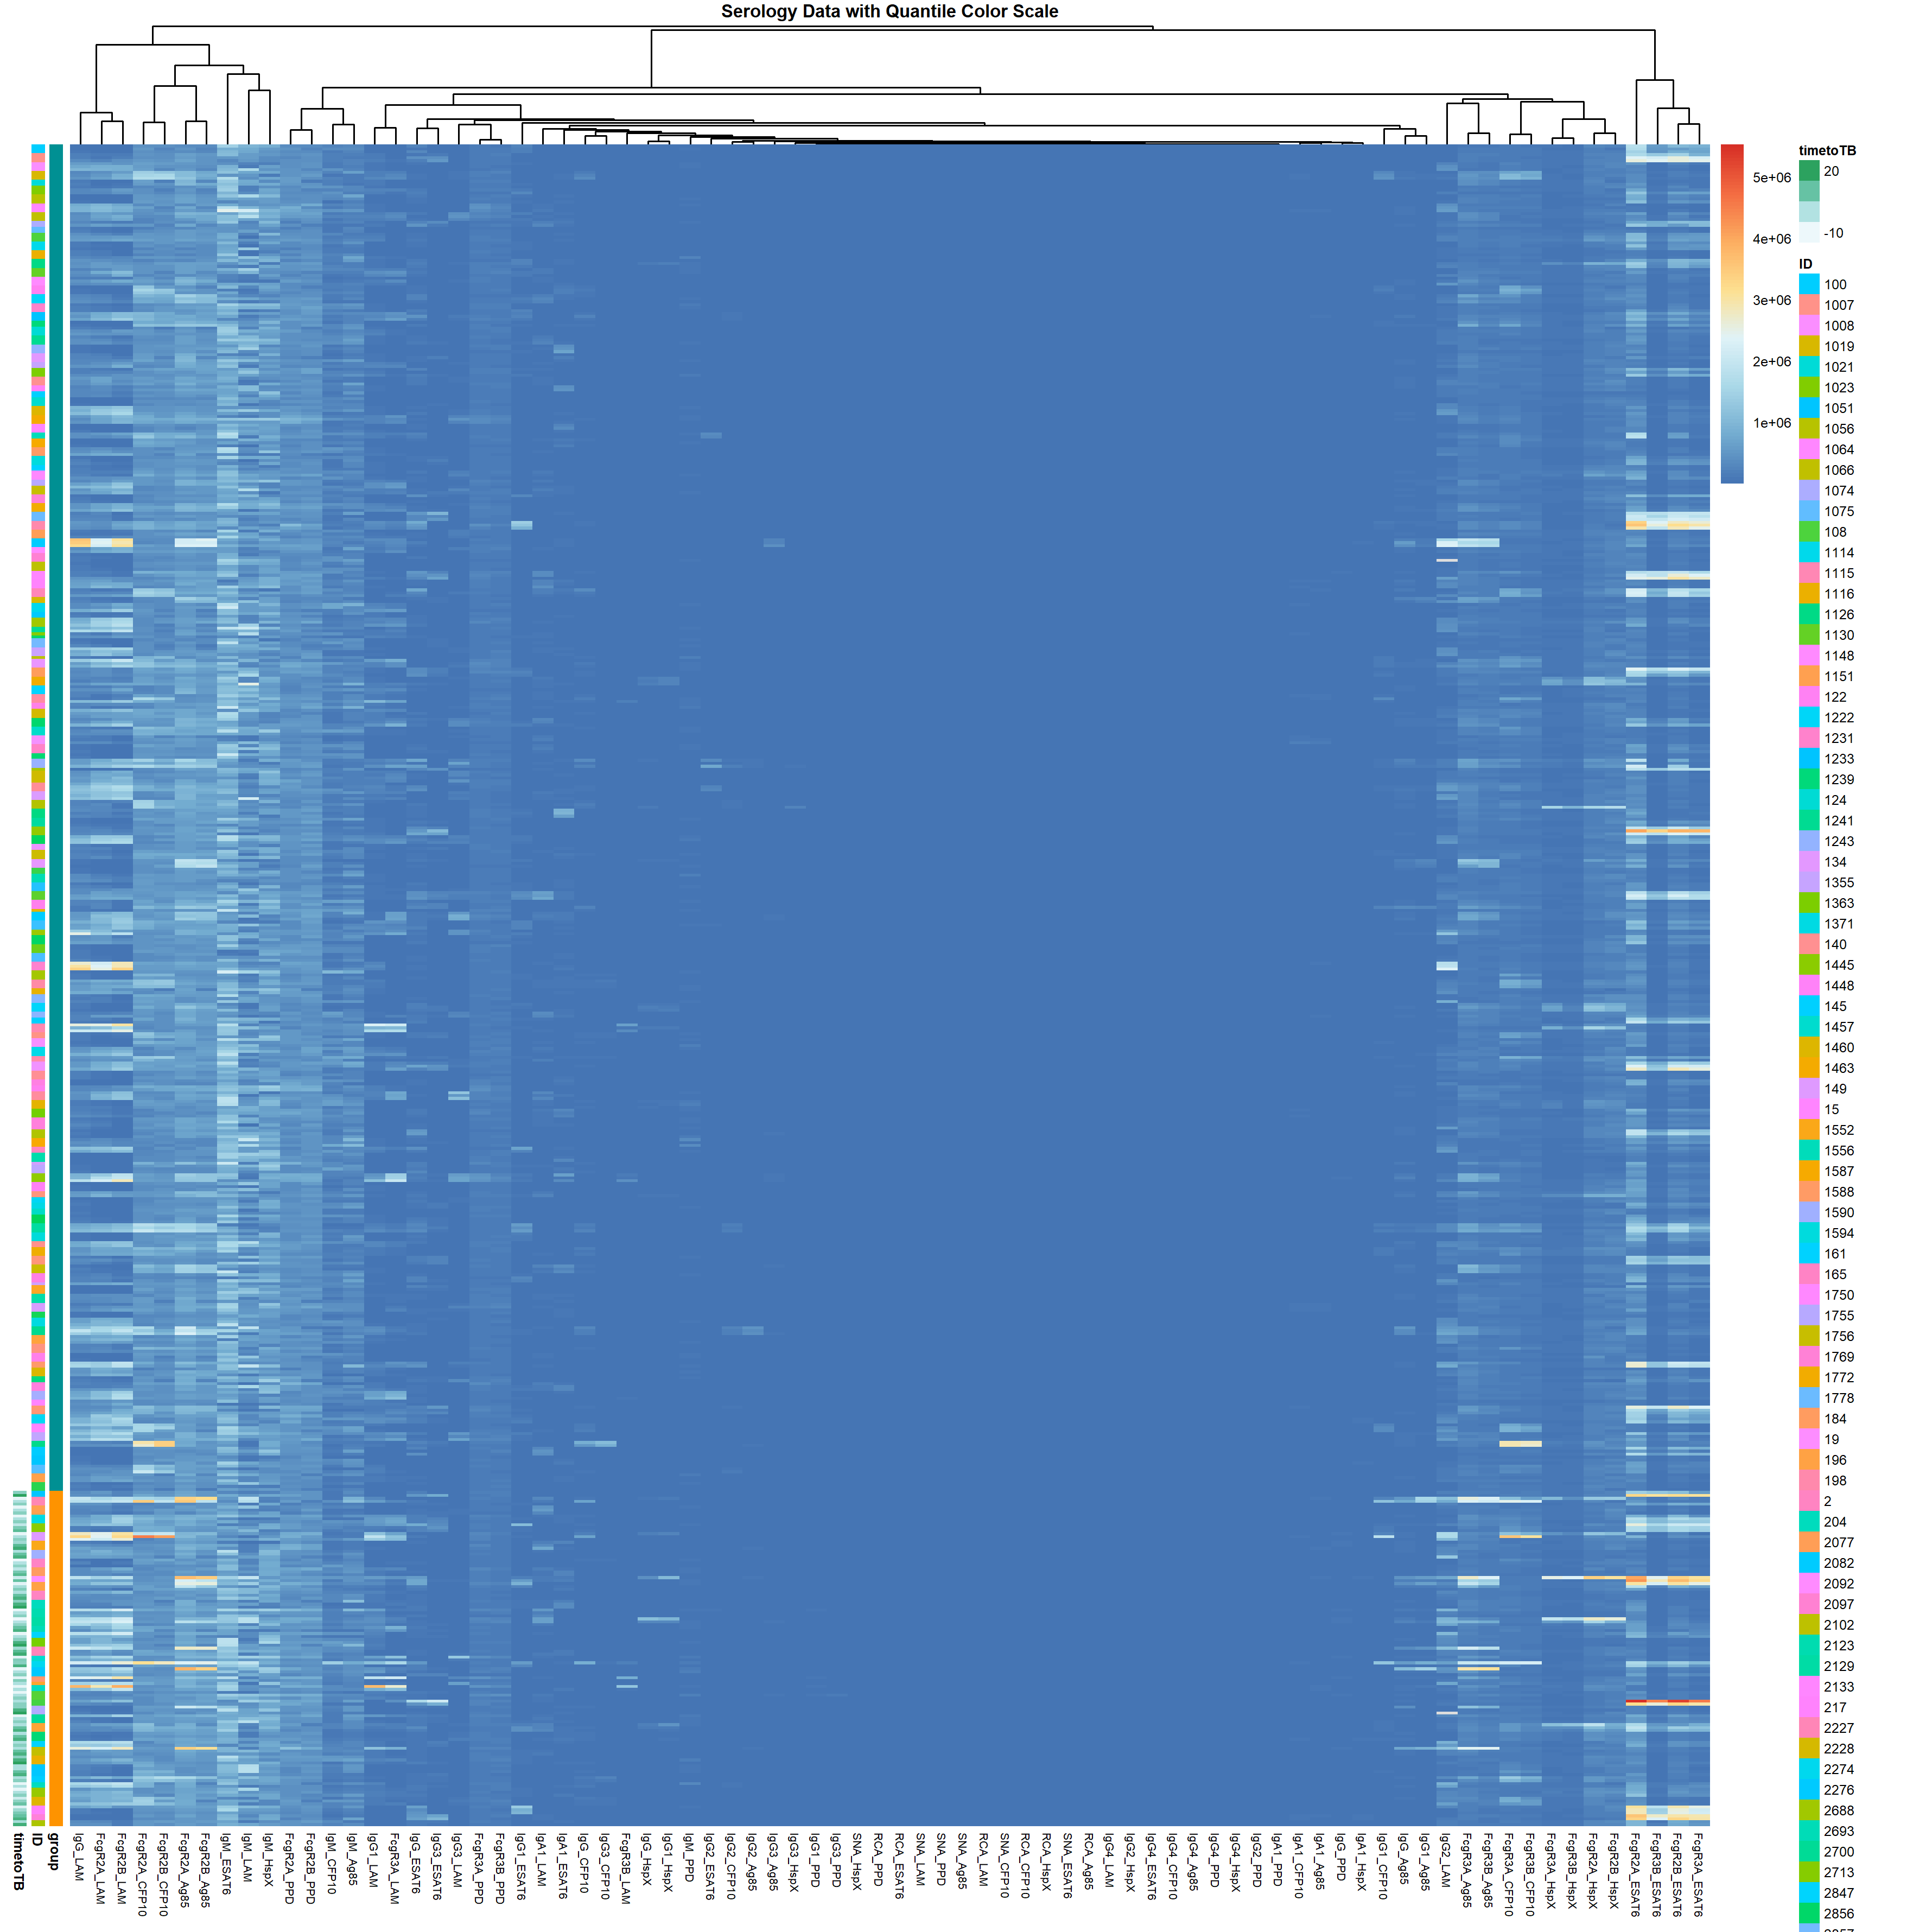 Serology Data with Quantile Color Scale
5e+06
4e+06
3e+06
2e+06
1e+06
timetoTB
20
-10
ID
100
1007
1008
1019
1021
1023
1051
1056
1064
1066
1074
1075
108
1114
1115
1116
1126
1130
1148
1151
122
1222
1231
1233
1239
124
1241
1243
134
1355
1363
1371
140
1445
1448
145
1457
1460
1463
149
15
1552
1556
1587
1588
1590
1594
161
165
1750
1755
1756
1769
1772
1778
184
19
196
198
2
204
2077
2082
2092
2097
2102
2123
2129
2133
217
2227
2228
2274
2276
2688
2693
2700
2713
2847
2856
timetoTB
ID
group
IgG_LAM
FcgR2A_LAM
FcgR2B_LAM
FcgR2A_CFP10
FcgR2B_CFP10
FcgR2A_Ag85
FcgR2B_Ag85
IgM_ESAT6
IgM_LAM
IgM_HspX
FcgR2A_PPD
FcgR2B_PPD
IgM_CFP10
IgM_Ag85
IgG1_LAM
FcgR3A_LAM
IgG_ESAT6
IgG3_ESAT6
IgG3_LAM
FcgR3A_PPD
FcgR3B_PPD
IgG1_ESAT6
IgA1_LAM
IgA1_ESAT6
IgG_CFP10
IgG3_CFP10
FcgR3B_LAM
IgG_HspX
IgG1_HspX
IgM_PPD
IgG2_ESAT6
IgG2_CFP10
IgG2_Ag85
IgG3_Ag85
IgG3_HspX
IgG1_PPD
IgG3_PPD
SNA_HspX
RCA_PPD
RCA_ESAT6
SNA_LAM
SNA_PPD
SNA_Ag85
RCA_LAM
SNA_CFP10
RCA_CFP10
RCA_Ag85
RCA_HspX
SNA_ESAT6
IgG4_LAM
IgG2_HspX
IgG4_ESAT6
IgG4_CFP10
IgG4_Ag85
IgG4_PPD
IgG4_HspX
IgG2_PPD
IgA1_PPD
IgA1_CFP10
IgA1_Ag85
IgG_PPD
IgA1_HspX
IgG1_CFP10
IgG_Ag85
IgG1_Ag85
IgG2_LAM
FcgR3A_Ag85
FcgR3B_Ag85
FcgR3A_CFP10
FcgR3B_CFP10
FcgR3A_HspX
FcgR3B_HspX
FcgR2A_HspX
FcgR2B_HspX
FcgR2A_ESAT6
FcgR3B_ESAT6
FcgR2B_ESAT6
FcgR3A_ESAT6